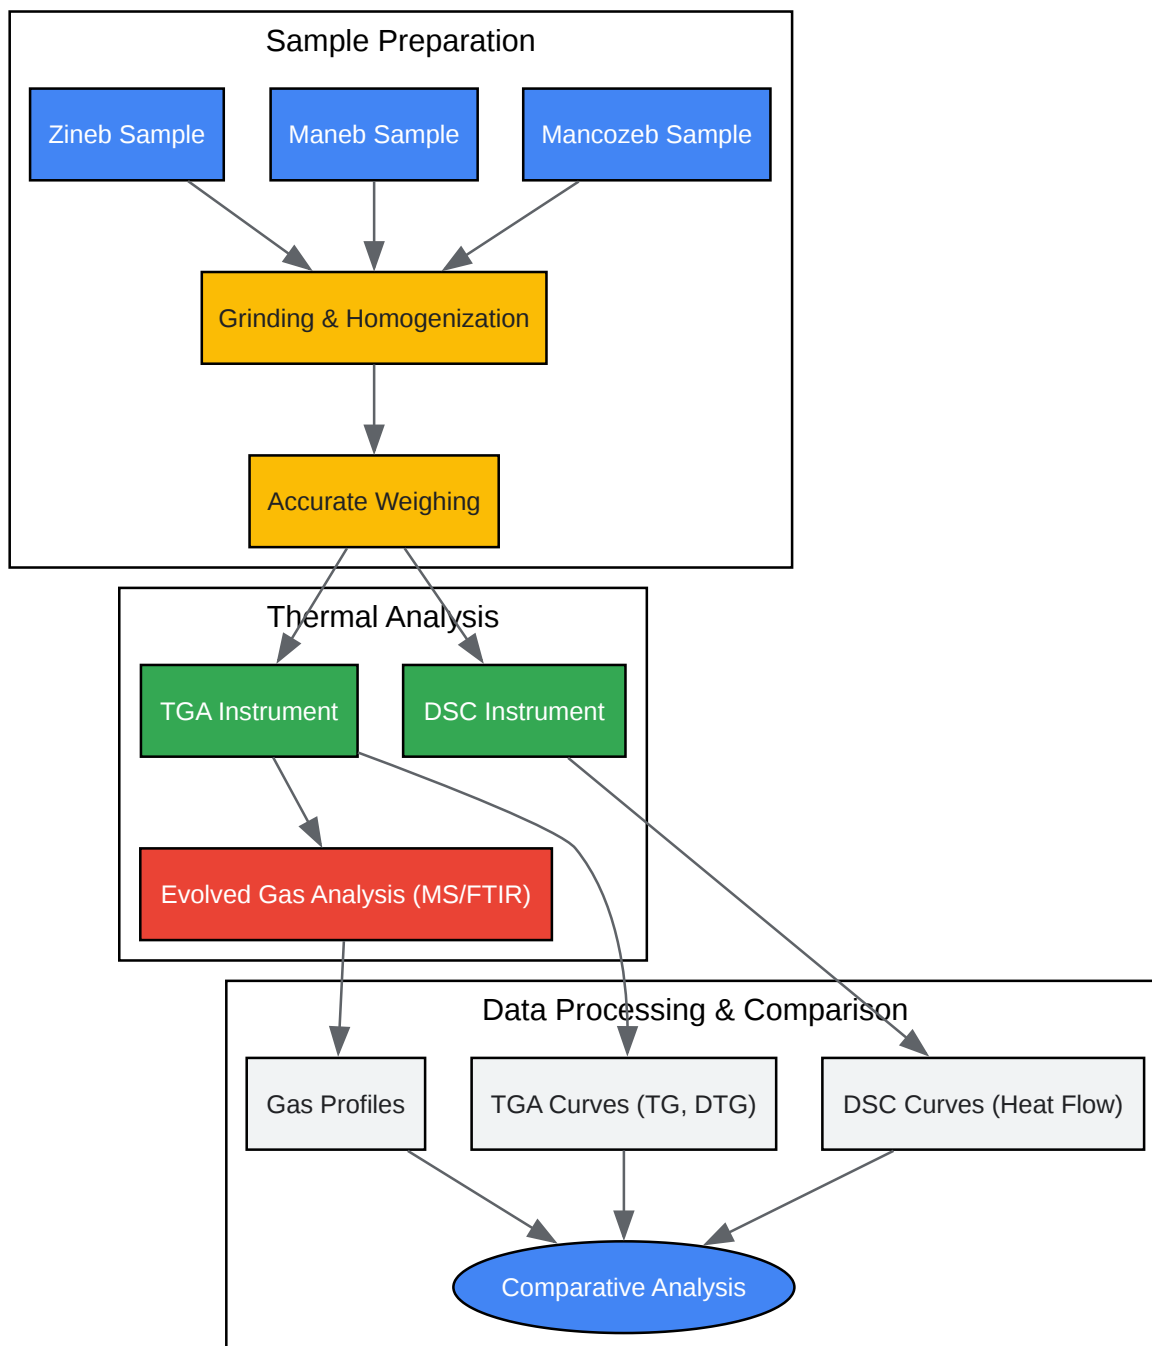 Sample Preparation
Zineb Sample
Maneb Sample
Mancozeb Sample
Grinding & Homogenization
Accurate Weighing
Thermal Analysis
TGA Instrument
DSC Instrument
Evolved Gas Analysis (MS/FTIR)
Data Processing & Comparison
Gas Profiles
TGA Curves (TG, DTG)
DSC Curves (Heat Flow)
Comparative Analysis